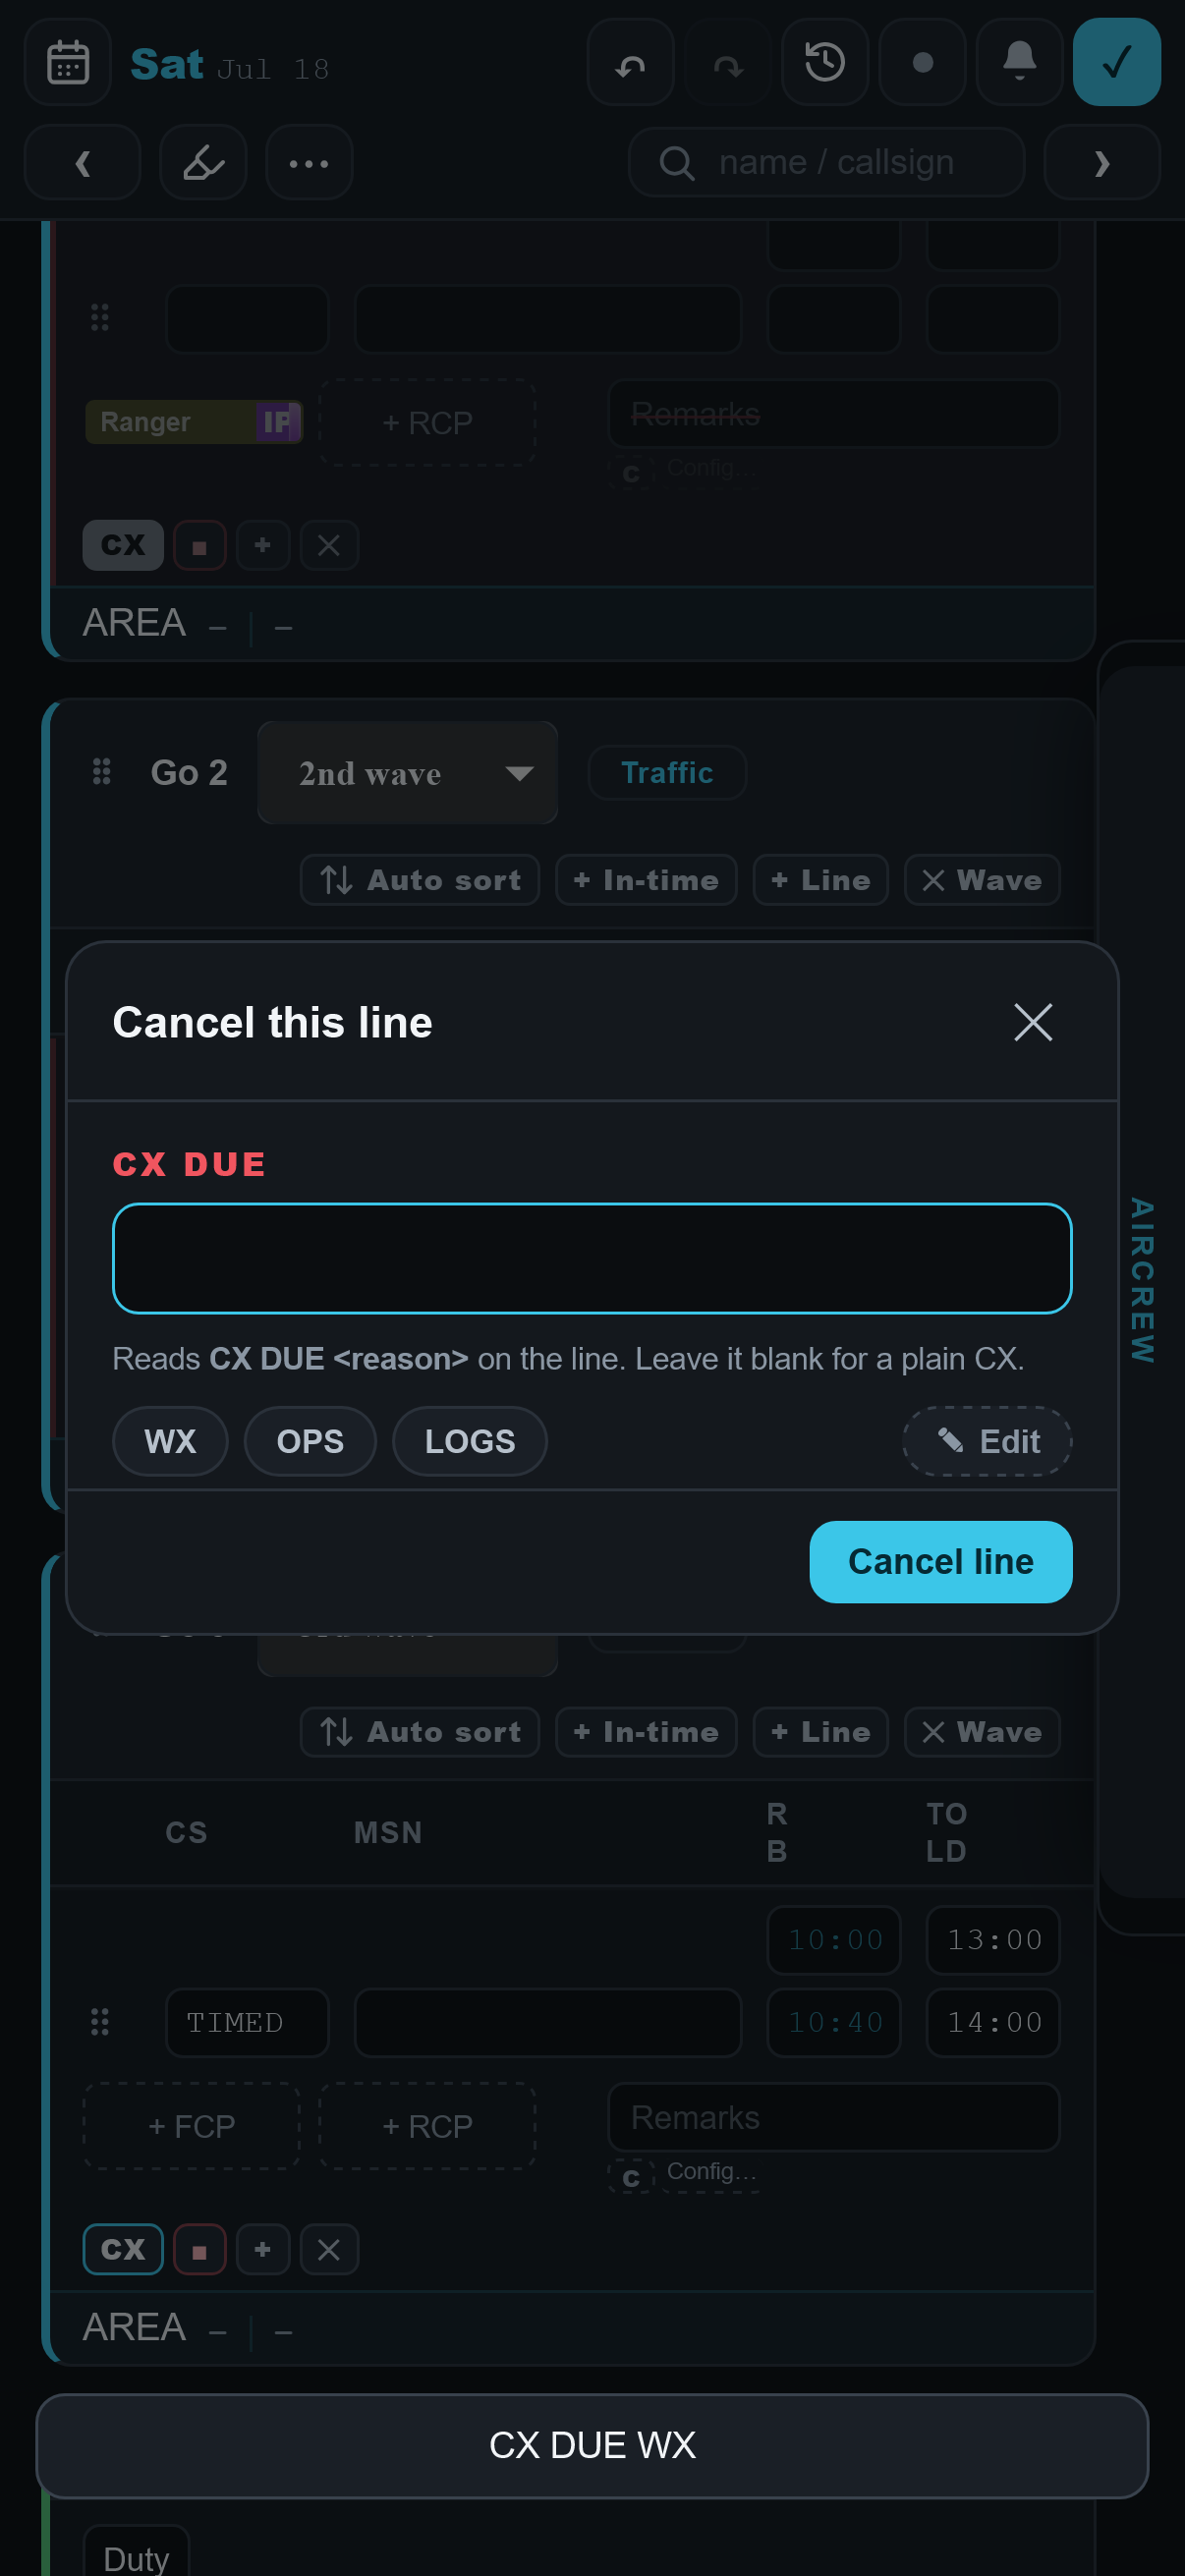 Sat Jul 18
name / callsign
Ranger IP + RCP Remarks
C Config...
CX + ×
AREA – | –
Go 2 2nd wave Traffic
Auto sort + In-time + Line × Wave
Cancel this line
CX DUE
Reads CX DUE <reason> on the line. Leave it blank for a plain CX.
WX OPS LOGS Edit
Cancel line
AIRCREW
Auto sort + In-time + Line × Wave
CS MSN R TO
B LD
10:00 13:00
TIMED 10:40 14:00
+ FCP + RCP Remarks
C Config...
CX + ×
AREA – | –
CX DUE WX
Duty